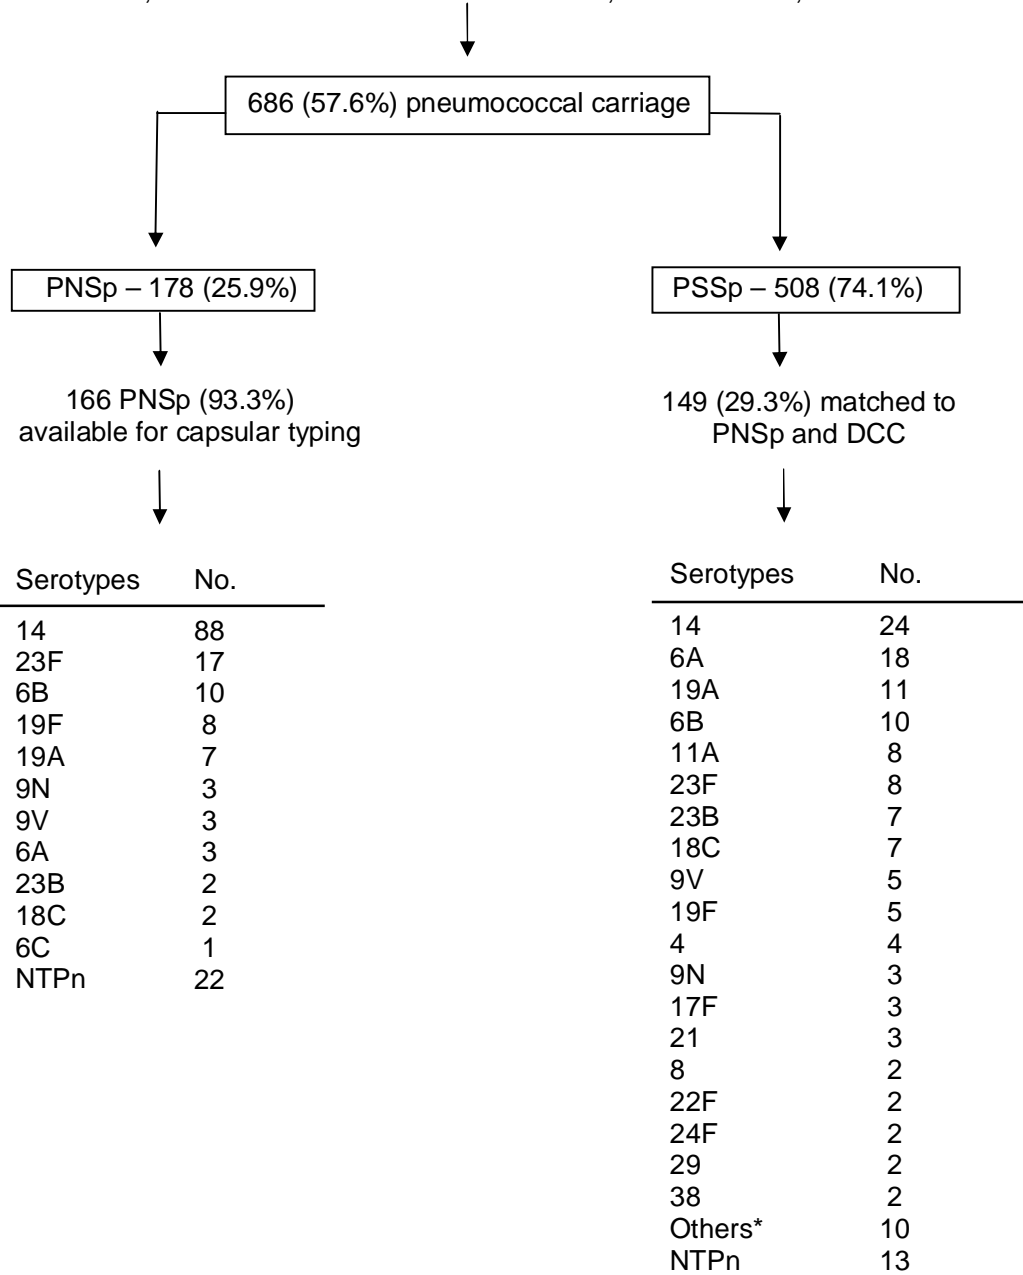 686 (57.6%) pneumococcal carriage
PNSp – 178 (25.9%)
PSSp – 508 (74.1%)
166 PNSp (93.3%)
available for capsular typing
149 (29.3%) matched to
PNSp and DCC
Serotypes No.
14 88
23F 17
6B 10
19F 8
19A 7
9N 3
9V 3
6A 3
23B 2
18C 2
6C 1
NTPn 22
Serotypes No.
14 24
6A 18
19A 11
6B 10
11A 8
23F 8
23B 7
18C 7
9V 5
19F 5
4 4
9N 3
17F 3
21 3
8 2
22F 2
24F 2
29 2
38 2
Others* 10
NTPn 13